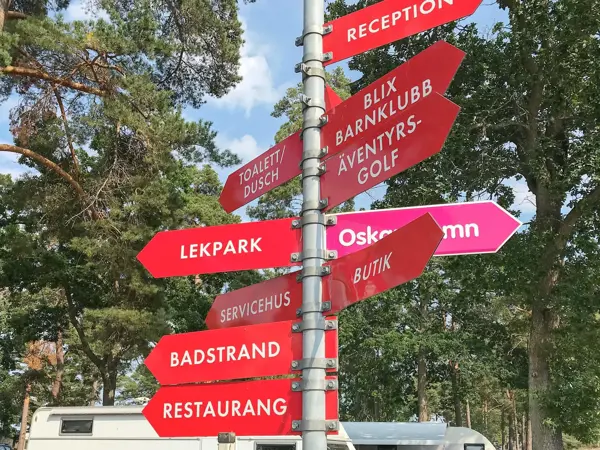 RECEPTION
BLIX
BARNKLUBB
ÄVENTYRS-
GOLF
TOALETT/
DUSCH
LEKPARK
BUTIK
SERVICEHUS
BADSTRAND
RESTAURANG